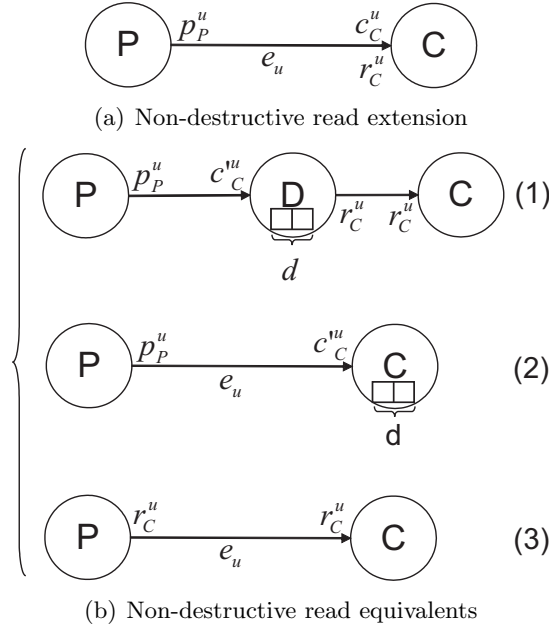 P p_P^u e_u c_C^u r_C^u C
(a) Non-destructive read extension
P p_P^u c'_C^u D d r_C^u r_C^u C (1)
P p_P^u e_u c'_C^u C d (2)
P r_C^u e_u r_C^u C (3)
(b) Non-destructive read equivalents